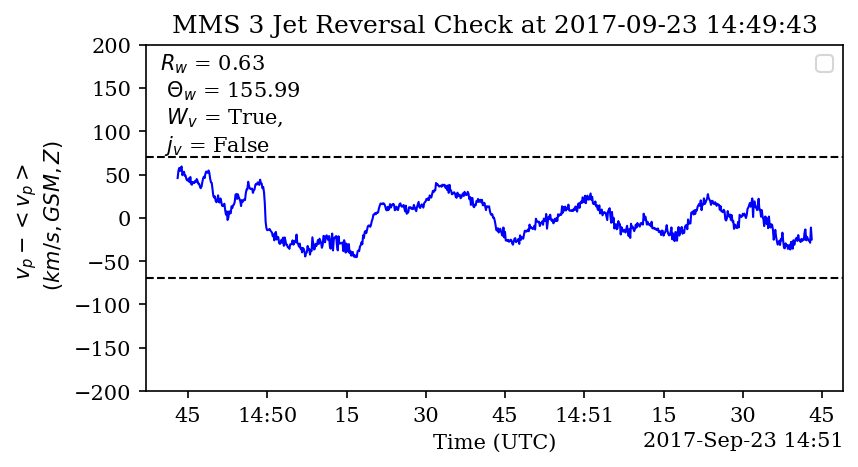 MMS 3 Jet Reversal Check at 2017-09-23 14:49:43
200
150
100
50
0
−50
−100
−150
−200
v_p − < v_p >
(km/s, GSM, Z)
R_w = 0.63
Θ_w = 155.99
W_v = True,
j_v = False
45 14:50 15 30 45 14:51 15 30 45
Time (UTC)
2017-Sep-23 14:51